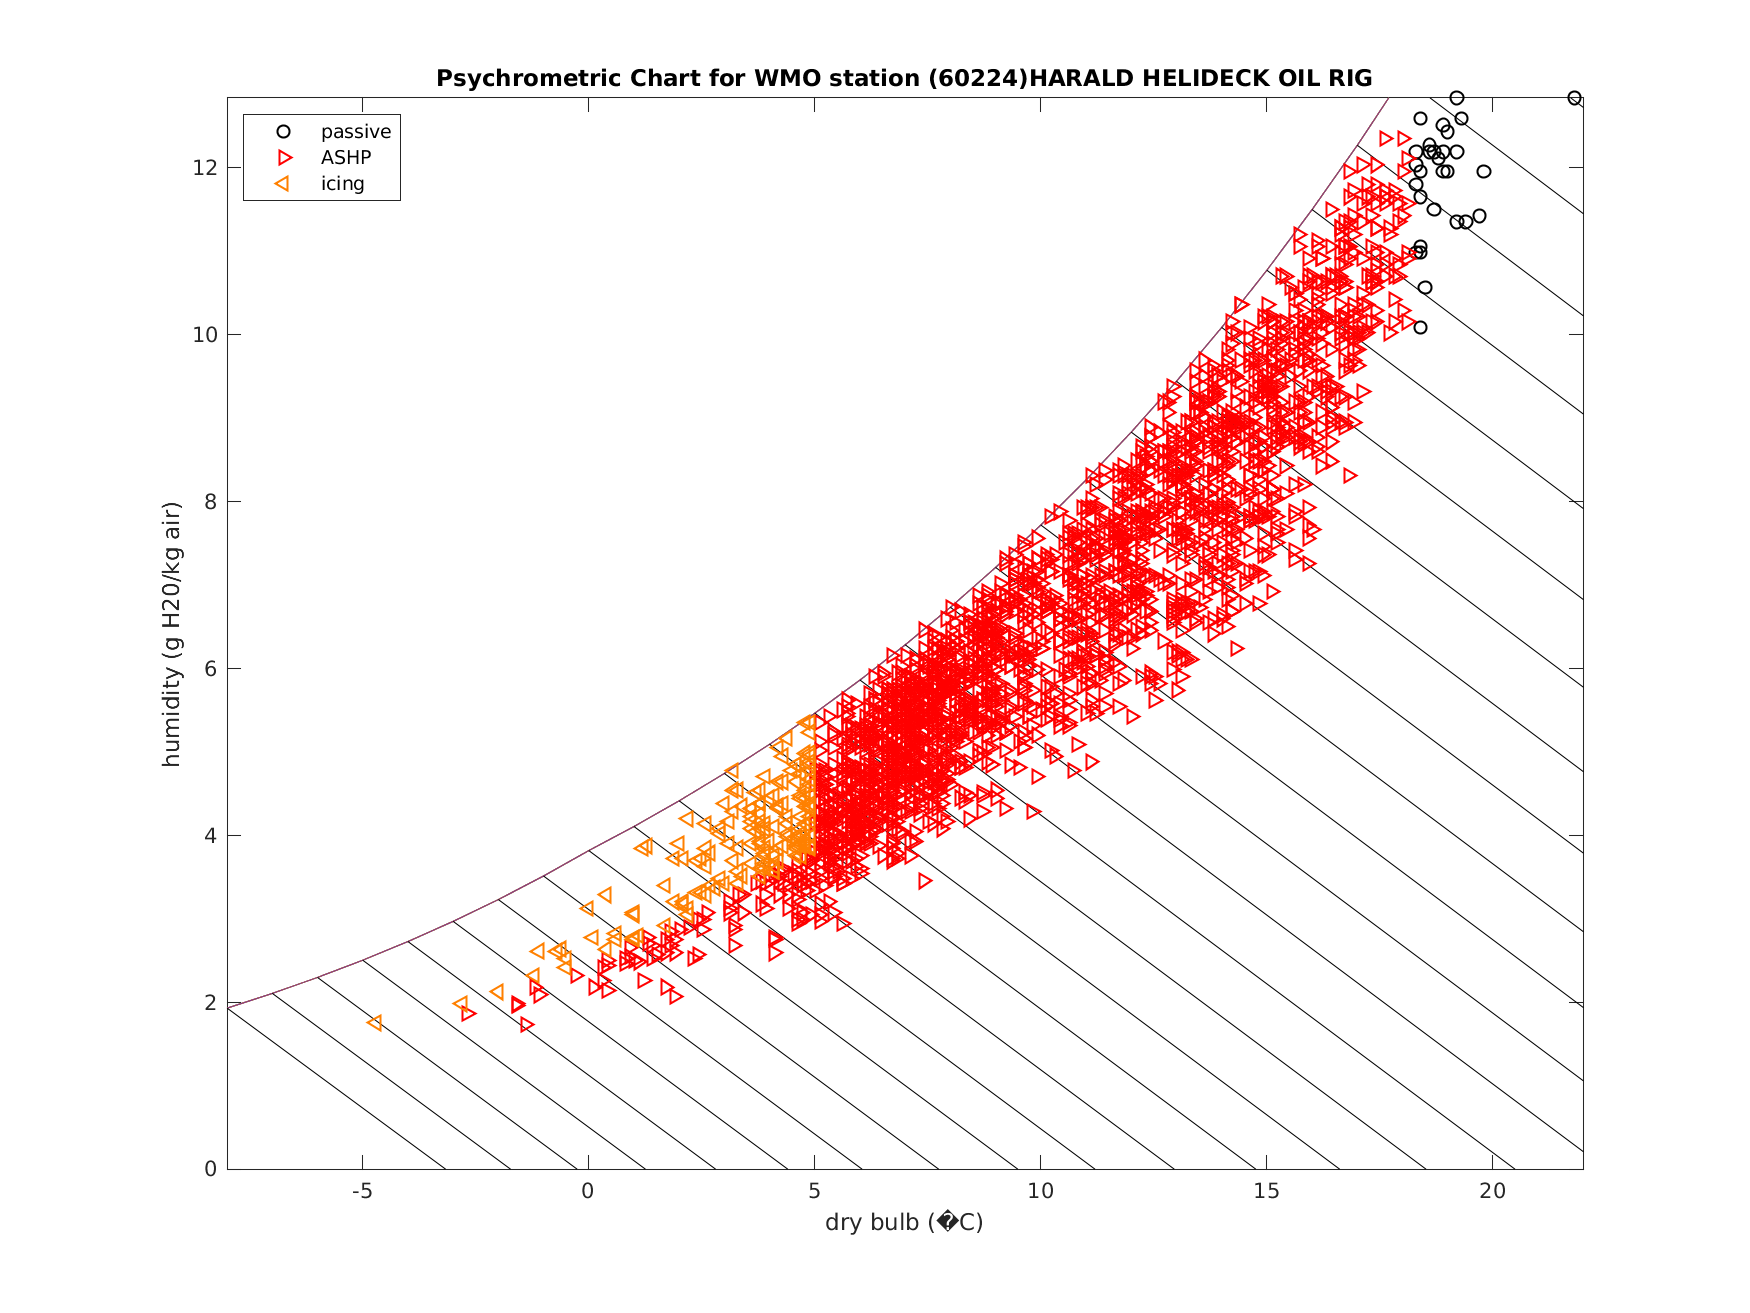 Psychrometric Chart for WMO station (60224)HARALD HELIDECK OIL RIG
passive
ASHP
icing
12
10
8
6
4
2
0
humidity (g H20/kg air)
-5 0 5 10 15 20
dry bulb (�C)